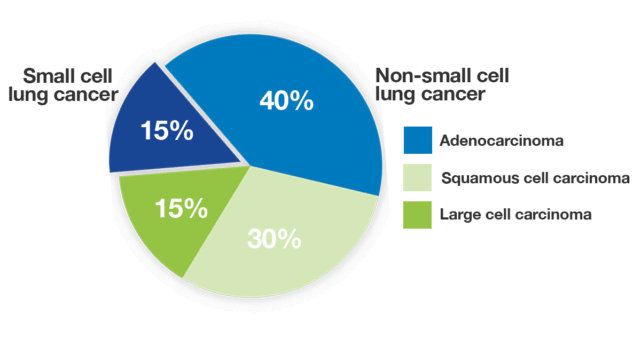 Small cell
lung cancer
15%
40%
Non-small cell
lung cancer
Adenocarcinoma
Squamous cell carcinoma
Large cell carcinoma
15%
30%